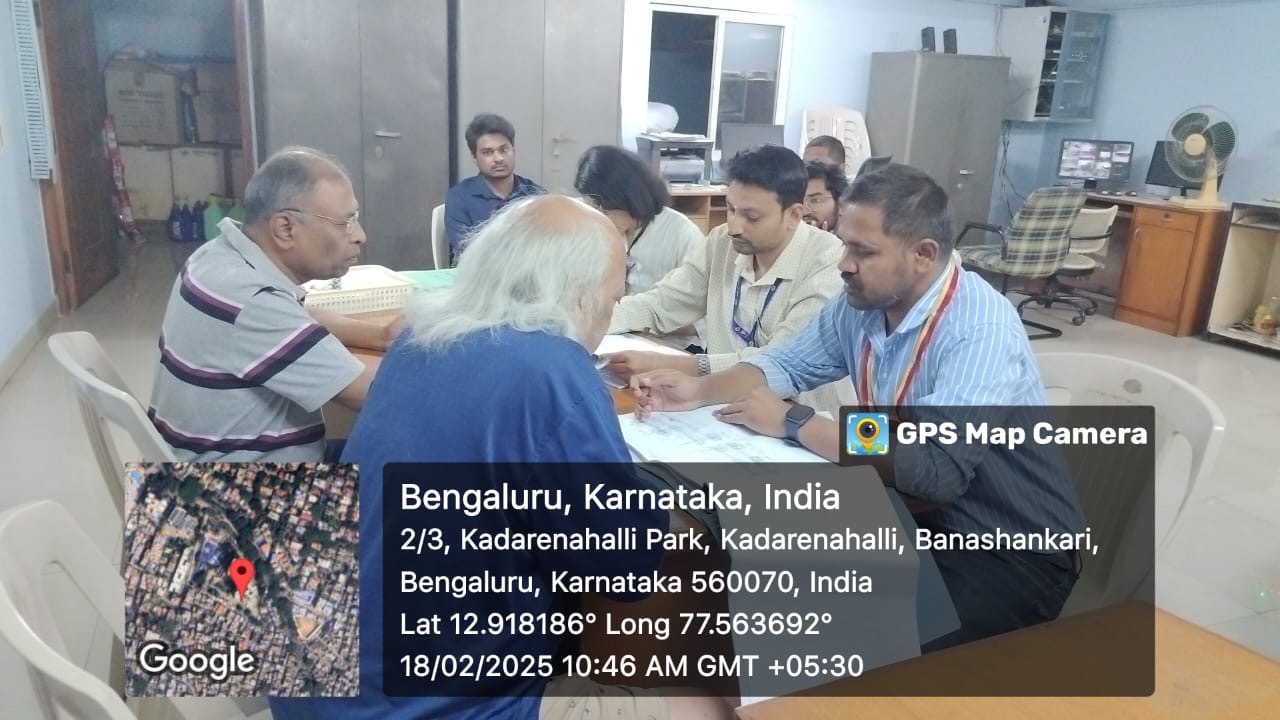 GPS Map Camera
Bengaluru, Karnataka, India
2/3, Kadarenahalli Park, Kadarenahalli, Banashankari,
Bengaluru, Karnataka 560070, India
Lat 12.918186° Long 77.563692°
18/02/2025 10:46 AM GMT +05:30
Google